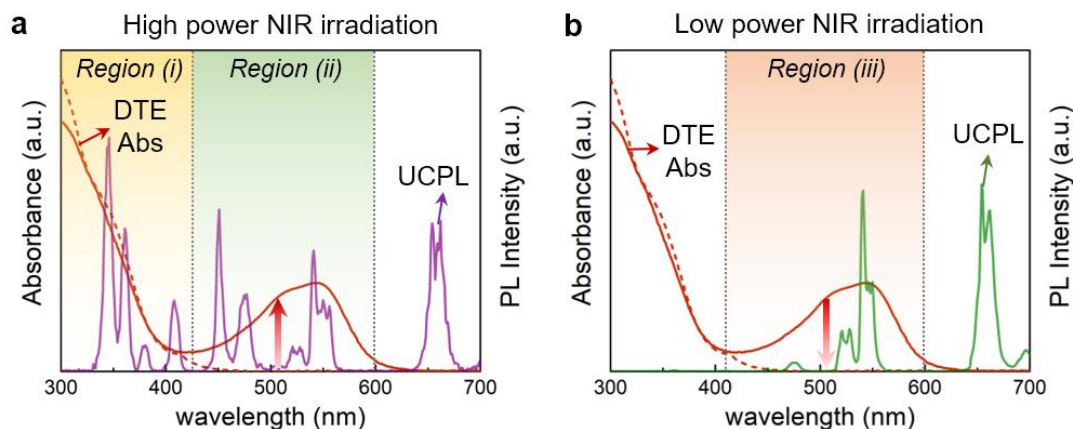 a
High power NIR irradiation
Region (i)
Region (ii)
DTE
Abs
UCPL
Absorbance (a.u.)
PL Intensity (a.u.)
300
400
500
600
700
wavelength (nm)
b
Low power NIR irradiation
Region (iii)
DTE
Abs
UCPL
Absorbance (a.u.)
PL Intensity (a.u.)
300
400
500
600
700
wavelength (nm)